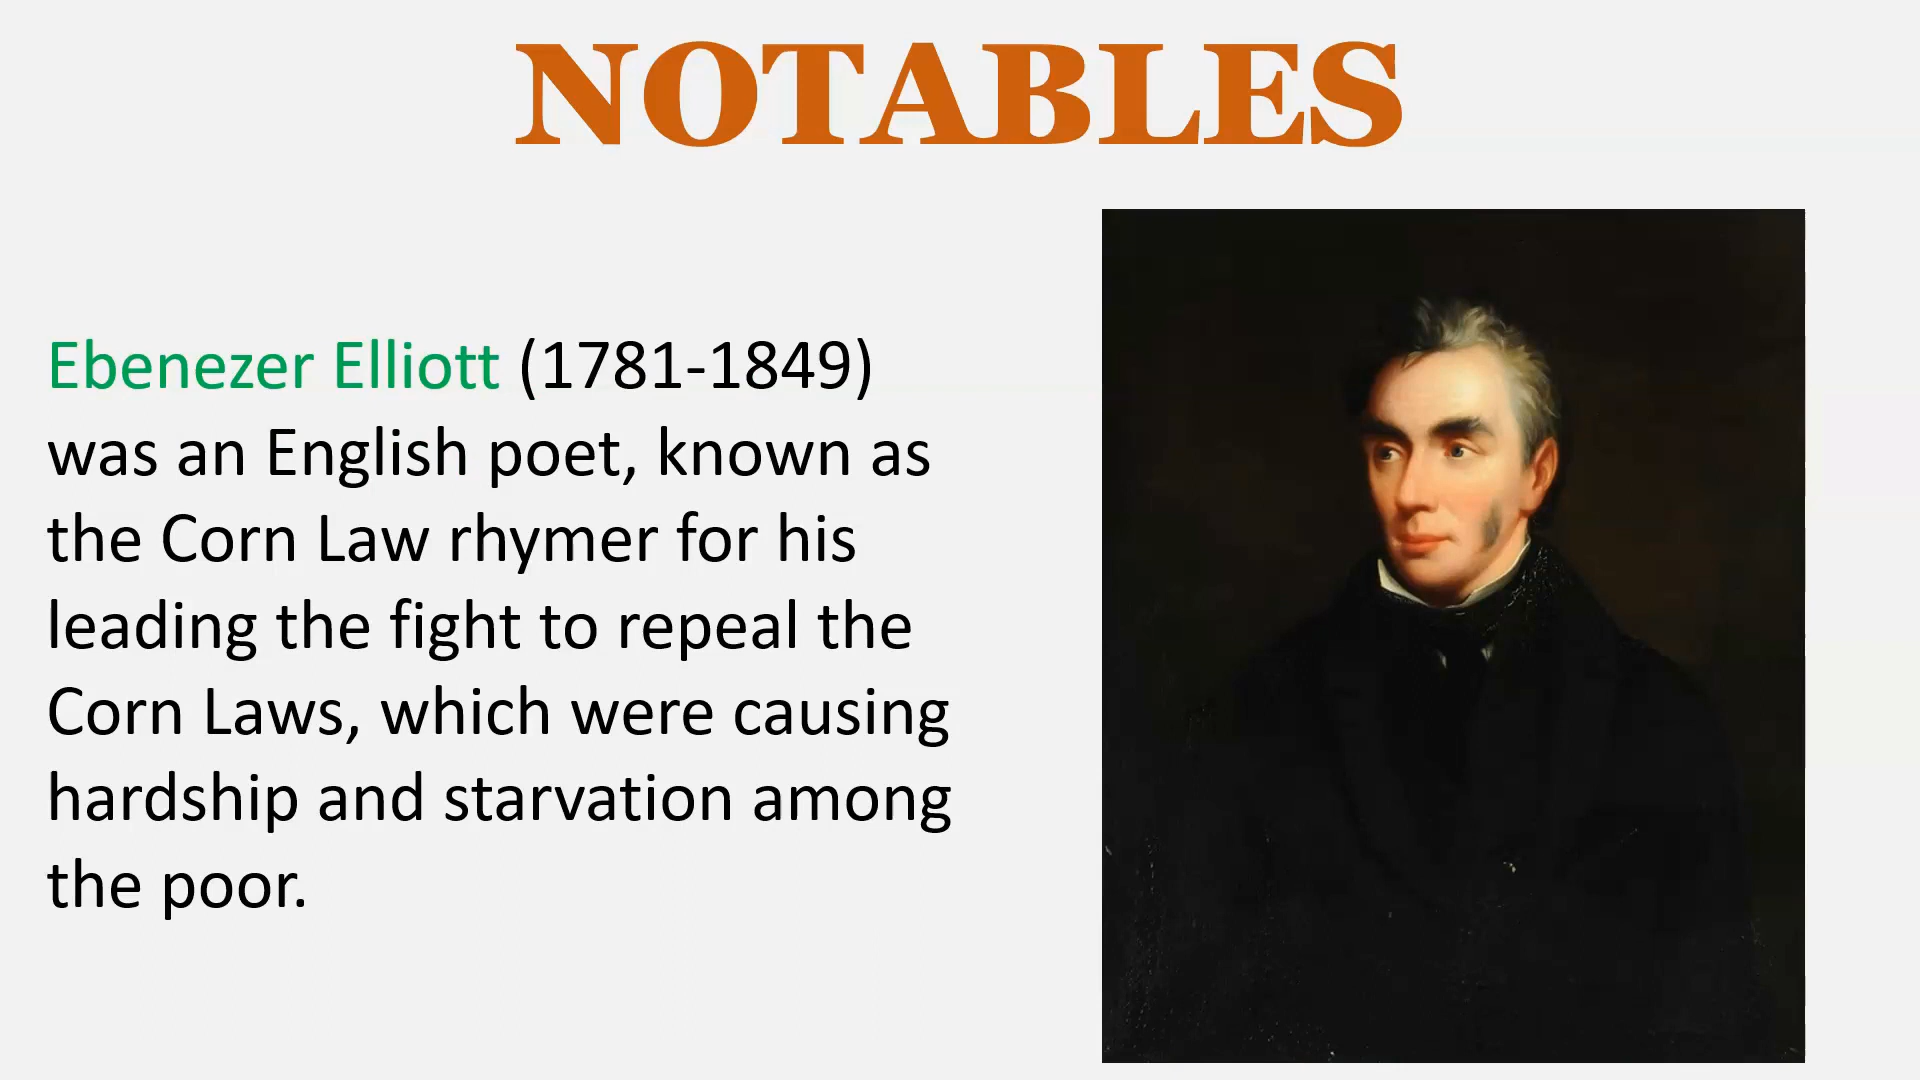 NOTABLES
Ebenezer Elliott (1781-1849)
was an English poet, known as
the Corn Law rhymer for his
leading the fight to repeal the
Corn Laws, which were causing
hardship and starvation among
the poor.